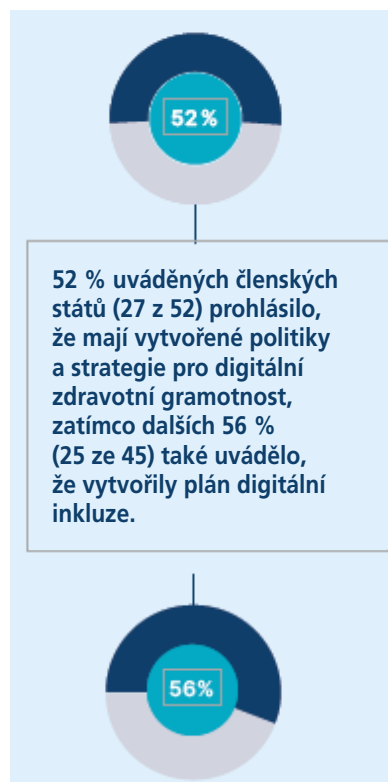 52%
52 % uváděných členských
států (27 z 52) prohlásilo,
že mají vytvořené politiky
a strategie pro digitální
zdravotní gramotnost,
zatímco dalších 56 %
(25 ze 45) také uvádělo,
že vytvořily plán digitální
inkluze.
56%